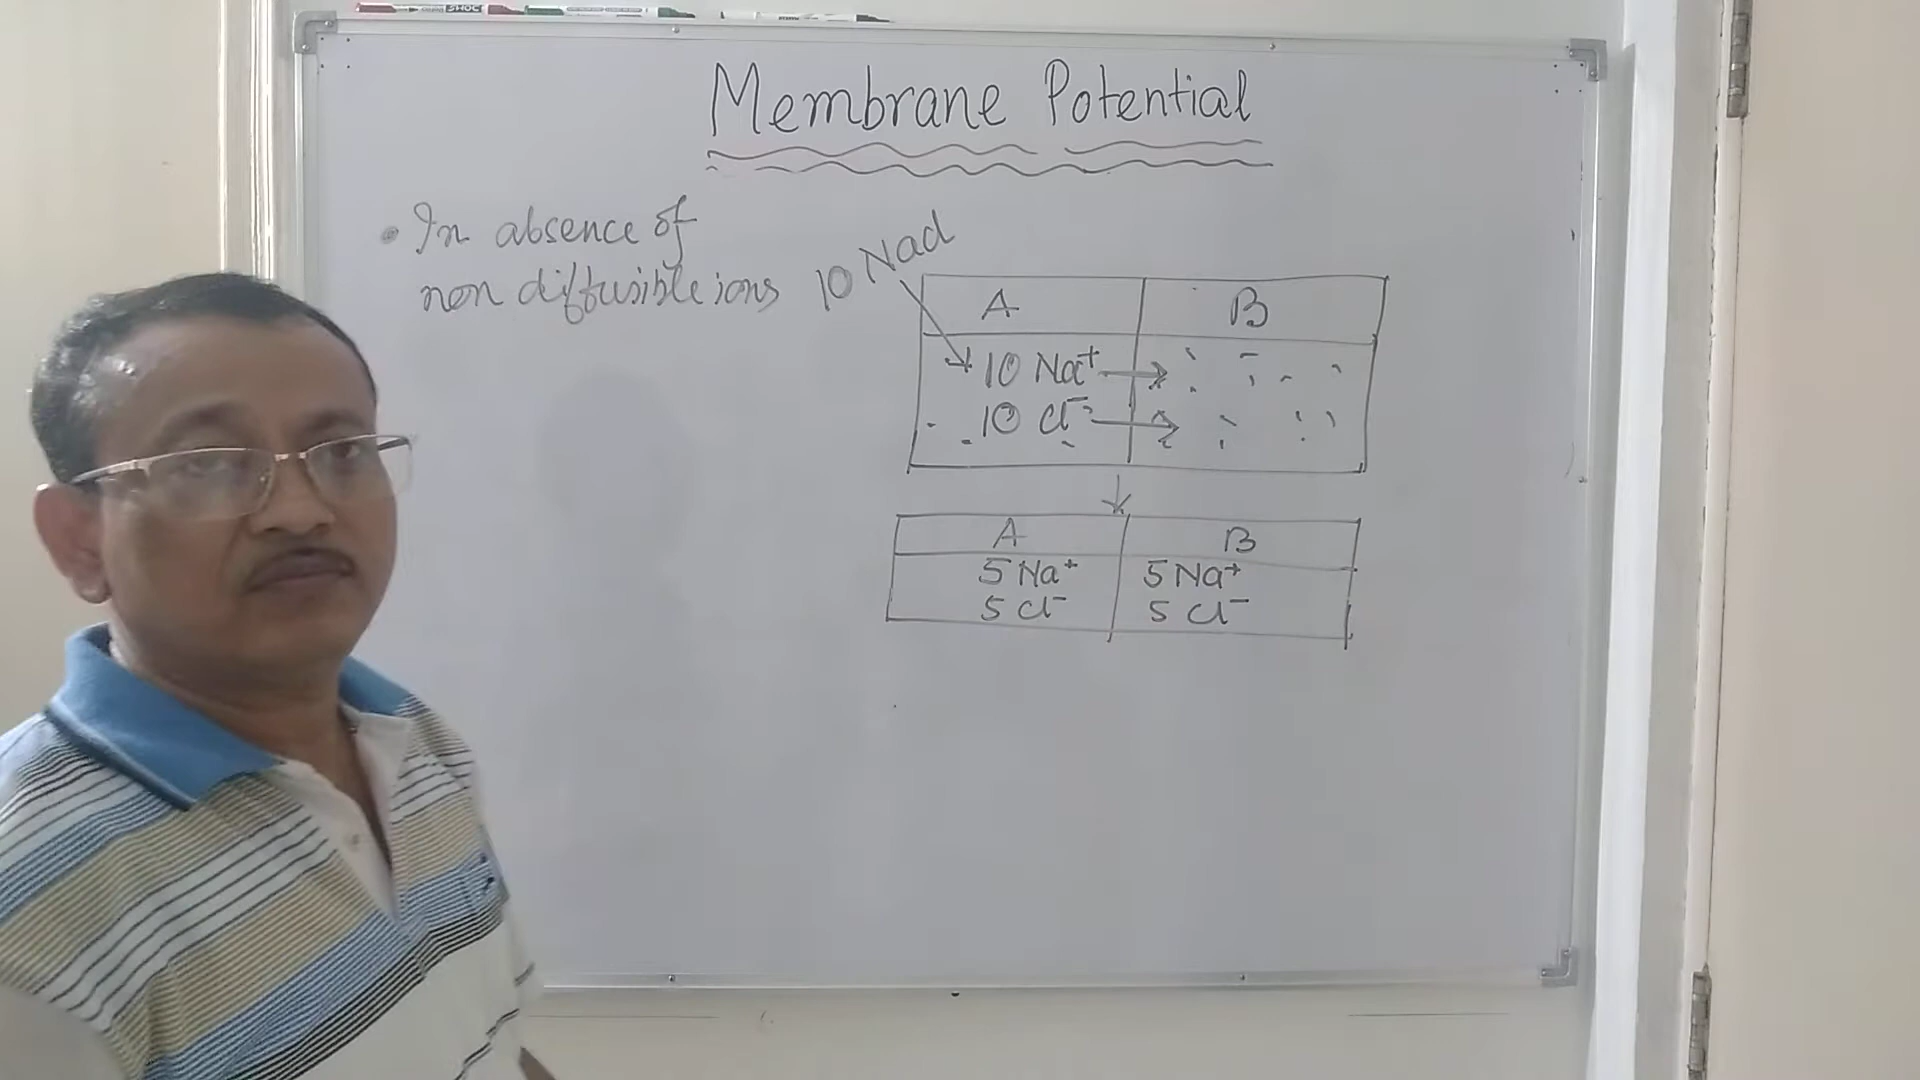 Membrane Potential
• In absence of
non diffusible ions
10 NaCl
A B
10 Na⁺
10 Cl⁻
A B
5 Na⁺ 5 Na⁺
5 Cl⁻ 5 Cl⁻